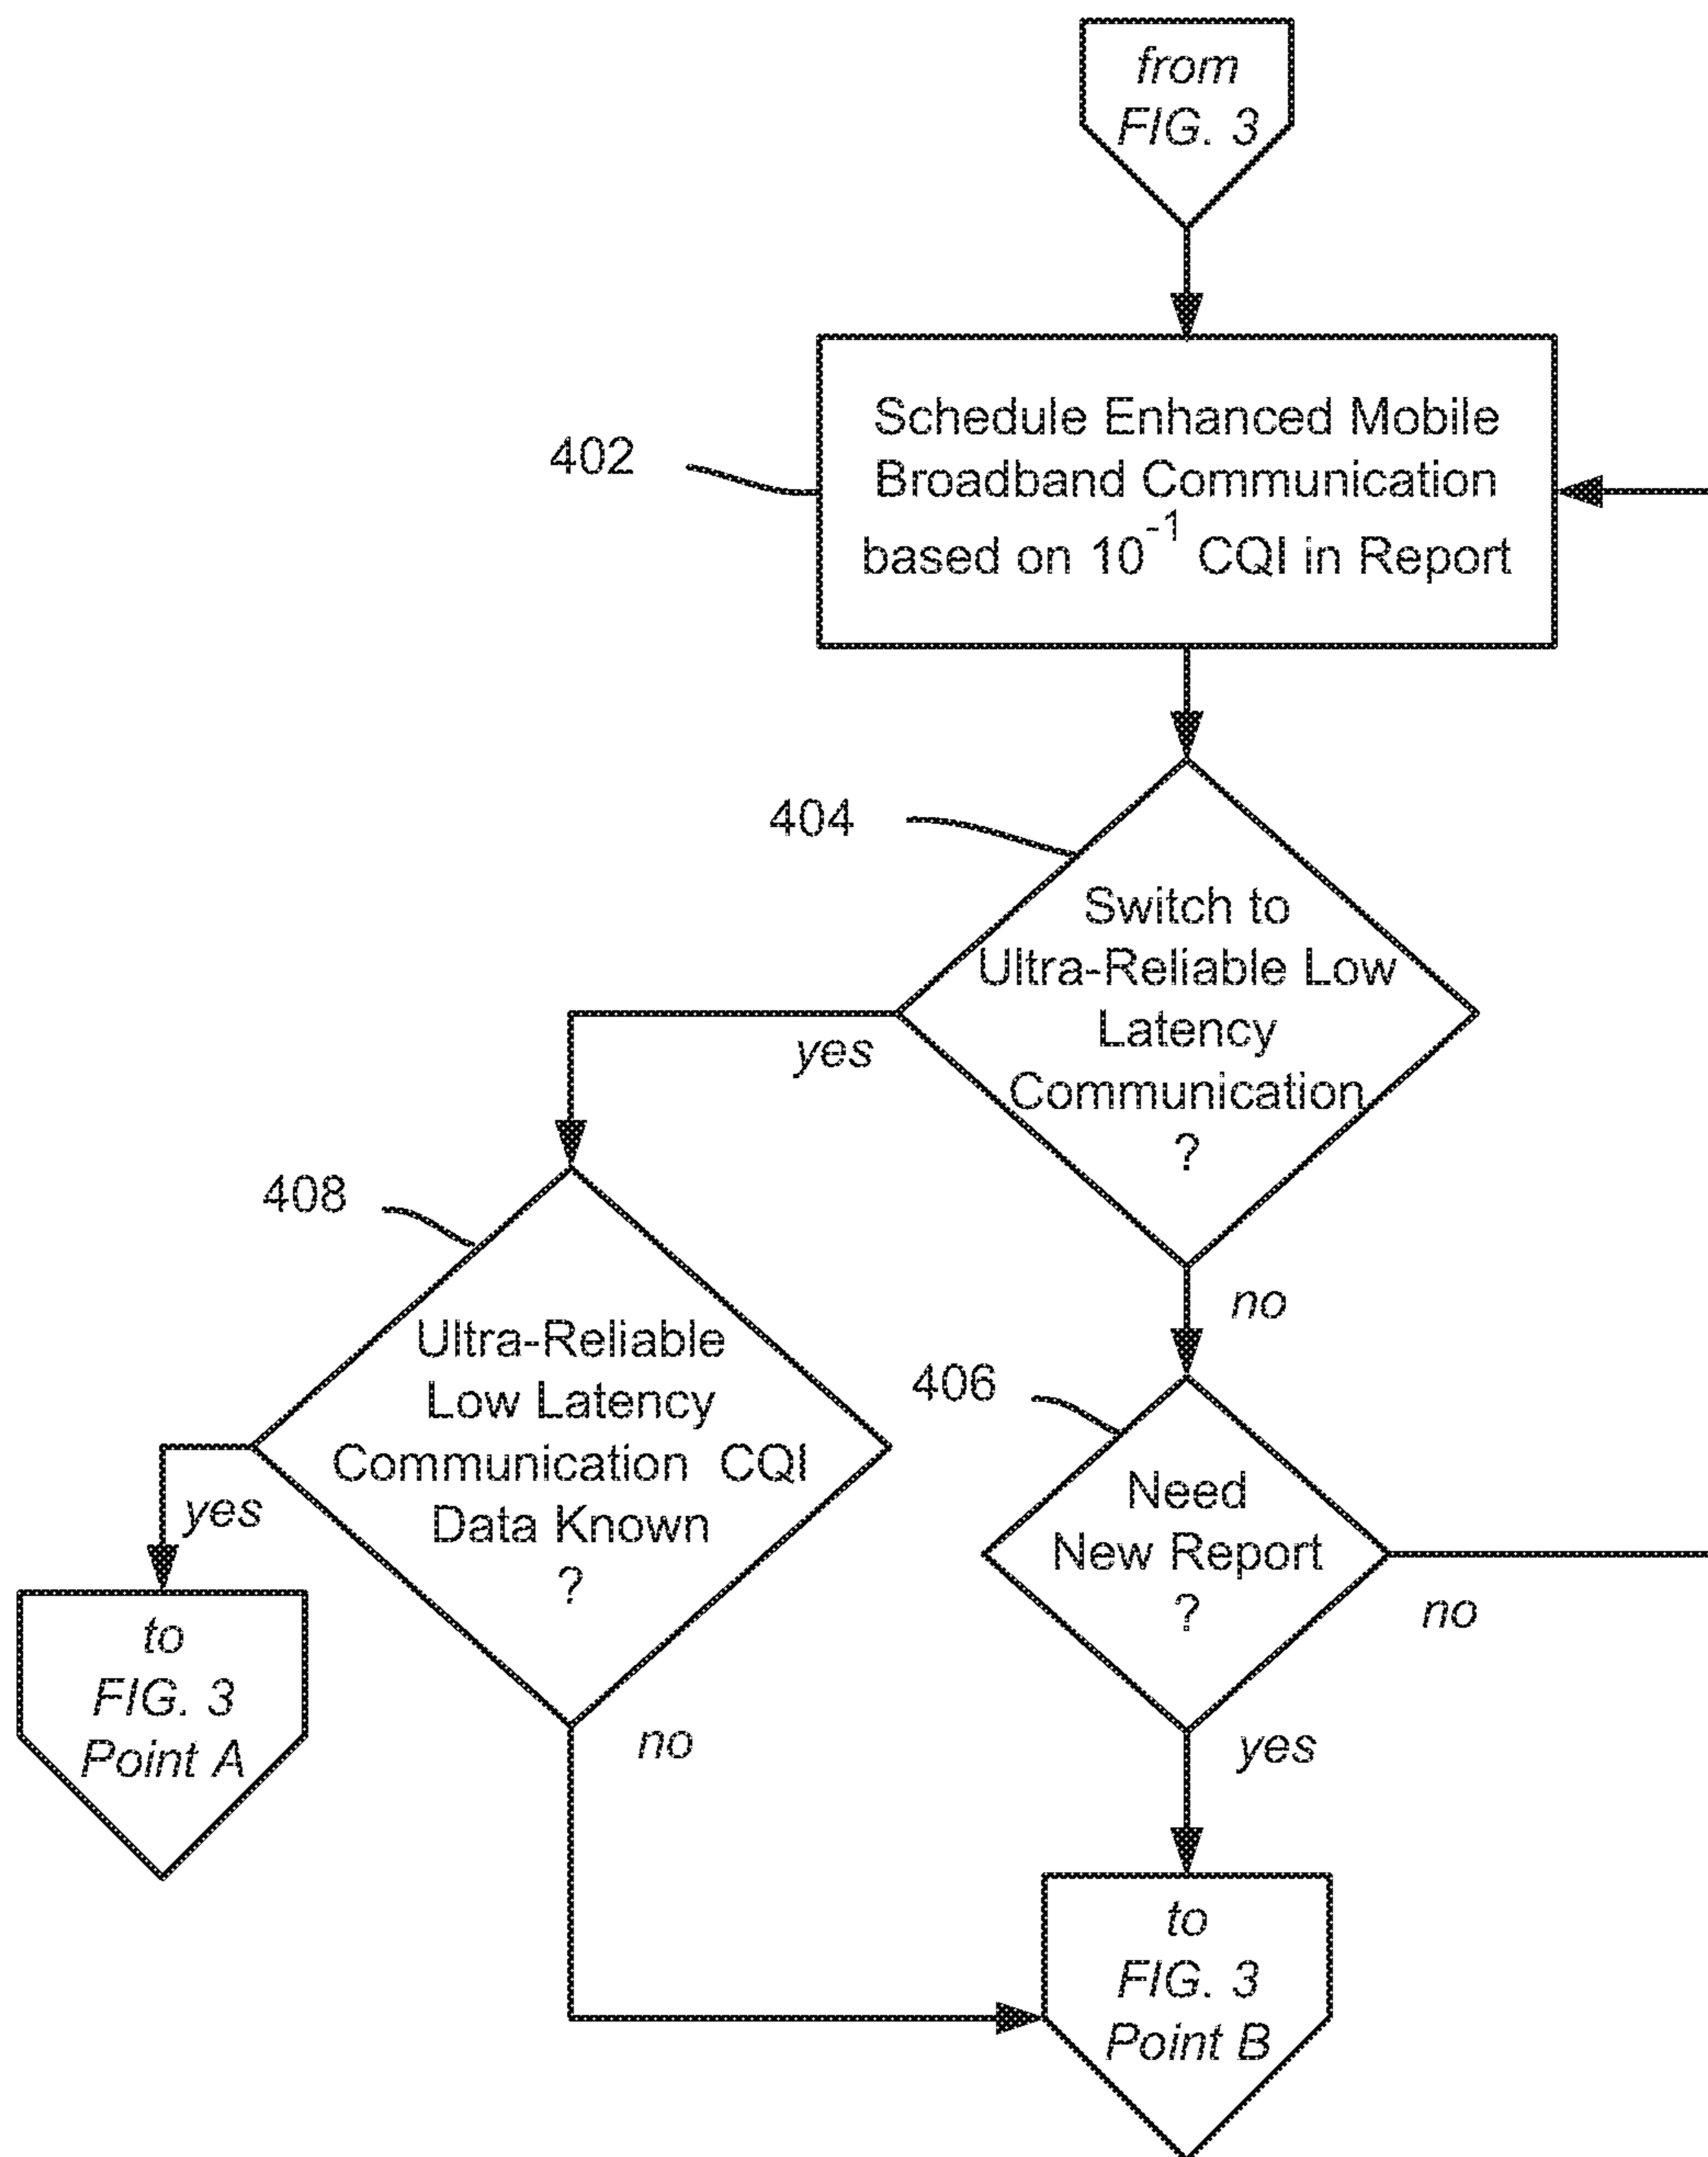 from
FIG. 3
402
Schedule Enhanced Mobile
Broadband Communication
based on 10⁻¹ CQI in Report
404
Switch to
Ultra-Reliable Low
Latency
Communication
?
yes
no
408
Ultra-Reliable
Low Latency
Communication CQI
Data Known
?
406
Need
New Report
?
yes
no
no
yes
to
FIG. 3
Point A
to
FIG. 3
Point B